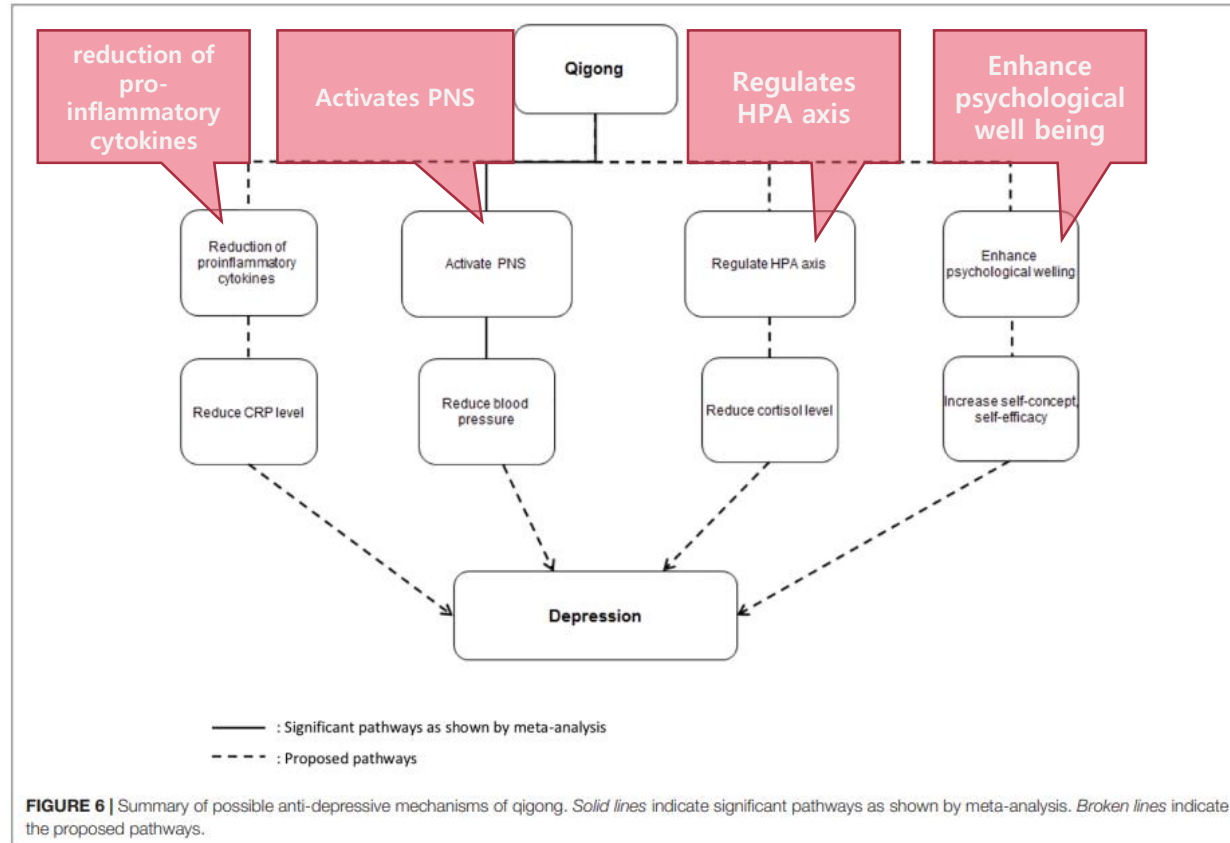 reduction of
pro-
inflammatory
cytokines
Activates PNS
Qigong
Regulates
HPA axis
Enhance
psychological
well being
Reduction of
proinflammatory
cytokines
Activate PNS
Regulate HPA axis
Enhance
psychological welling
Reduce CRP level
Reduce blood
pressure
Reduce cortisol level
Increase self-concept,
self-efficacy
Depression
: Significant pathways as shown by meta-analysis
: Proposed pathways
FIGURE 6 | Summary of possible anti-depressive mechanisms of qigong. Solid lines indicate significant pathways as shown by meta-analysis. Broken lines indicate
the proposed pathways.